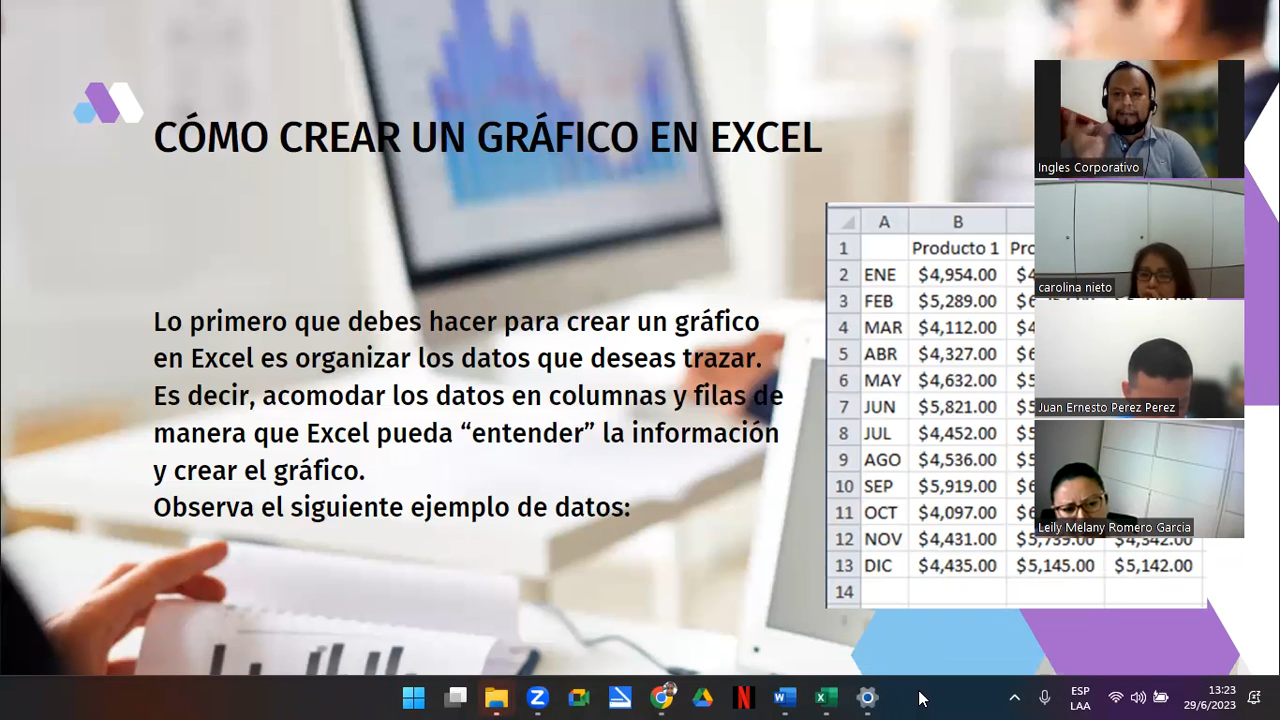 CÓMO CREAR UN GRÁFICO EN EXCEL
Lo primero que debes hacer para crear un gráfico
en Excel es organizar los datos que deseas trazar.
Es decir, acomodar los datos en columnas y filas de
manera que Excel pueda “entender” la información
y crear el gráfico.
Observa el siguiente ejemplo de datos:
A B
1 Producto 1
2 ENE $4,954.00
3 FEB $5,289.00
4 MAR $4,112.00
5 ABR $4,327.00
6 MAY $4,632.00
7 JUN $5,821.00
8 JUL $4,452.00
9 AGO $4,536.00
10 SEP $5,919.00
11 OCT $4,097.00
12 NOV $4,431.00 $5,739.00 $4,342.00
13 DIC $4,435.00 $5,145.00 $5,142.00
14
Ingles Corporativo
carolina nieto
Juan Ernesto Perez Perez
Leily Melany Romero Garcia
ESP
LAA
13:23
29/6/2023